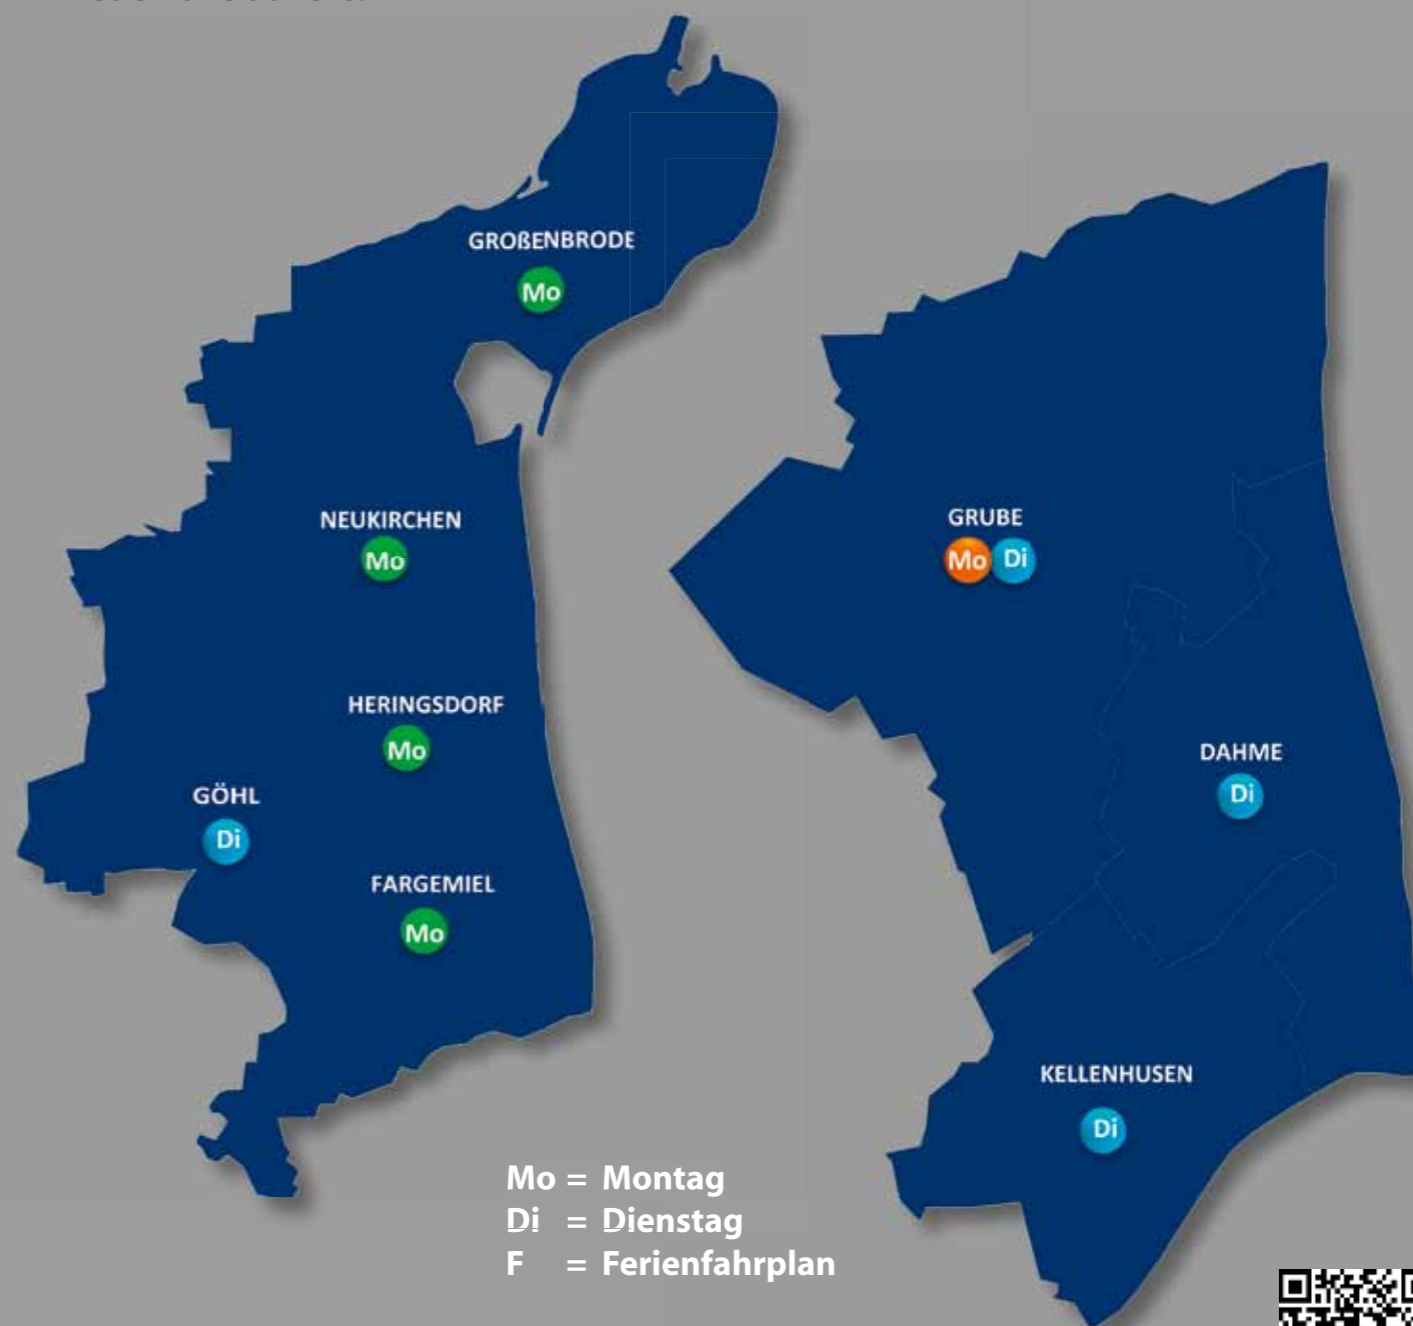 GROßENBRODE
Mo
NEUKIRCHEN
Mo
HERINGSDORF
Mo
GÖHL
Di
FARGEMIEL
Mo
GRUBE
Mo Di
DAHME
Di
KELLENHUSEN
Di
Mo = Montag
Di = Dienstag
F = Ferienfahrplan